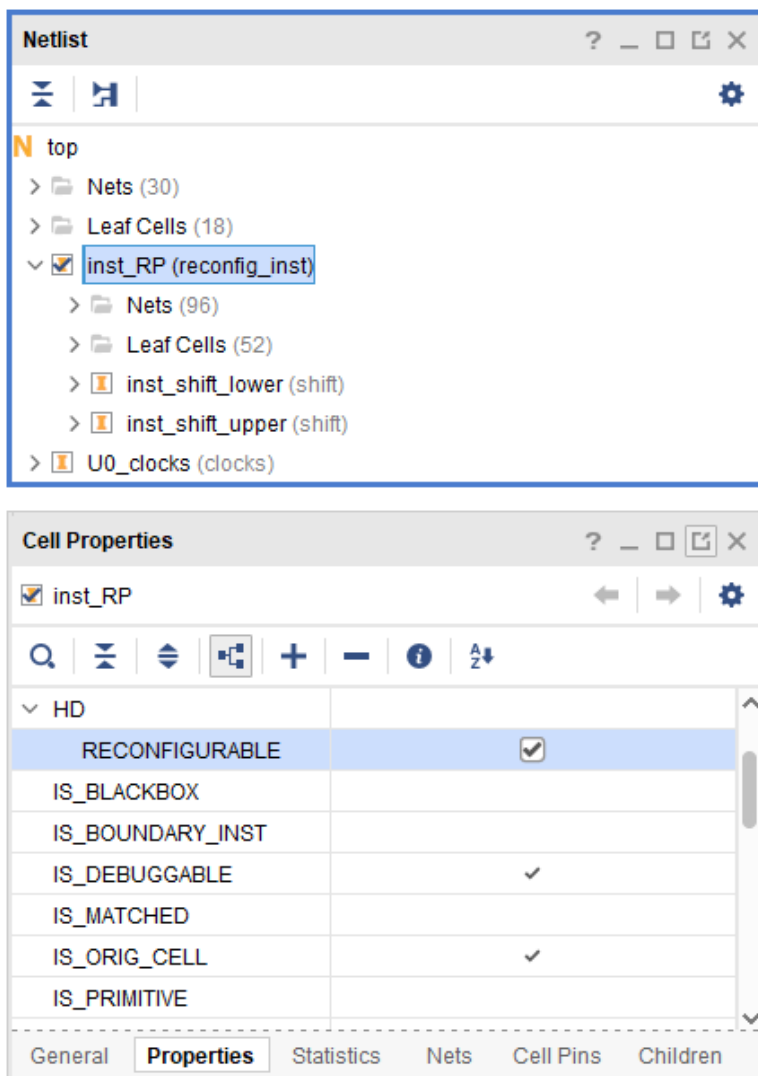 Netlist
N top
Nets (30)
Leaf Cells (18)
inst_RP (reconfig_inst)
Nets (96)
Leaf Cells (52)
inst_shift_lower (shift)
inst_shift_upper (shift)
U0_clocks (clocks)
Cell Properties
inst_RP
HD
RECONFIGURABLE
IS_BLACKBOX
IS_BOUNDARY_INST
IS_DEBUGGABLE
IS_MATCHED
IS_ORIG_CELL
IS_PRIMITIVE
General Properties Statistics Nets Cell Pins Children